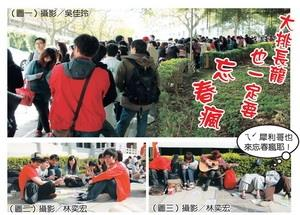 （圖一）攝影／吳佳玲
大排長龍
也一定要
忘春瘋
ㄟˊ犀利哥也
來忘春瘋耶！
（圖二）攝影／林奕宏
（圖三）攝影／林奕宏